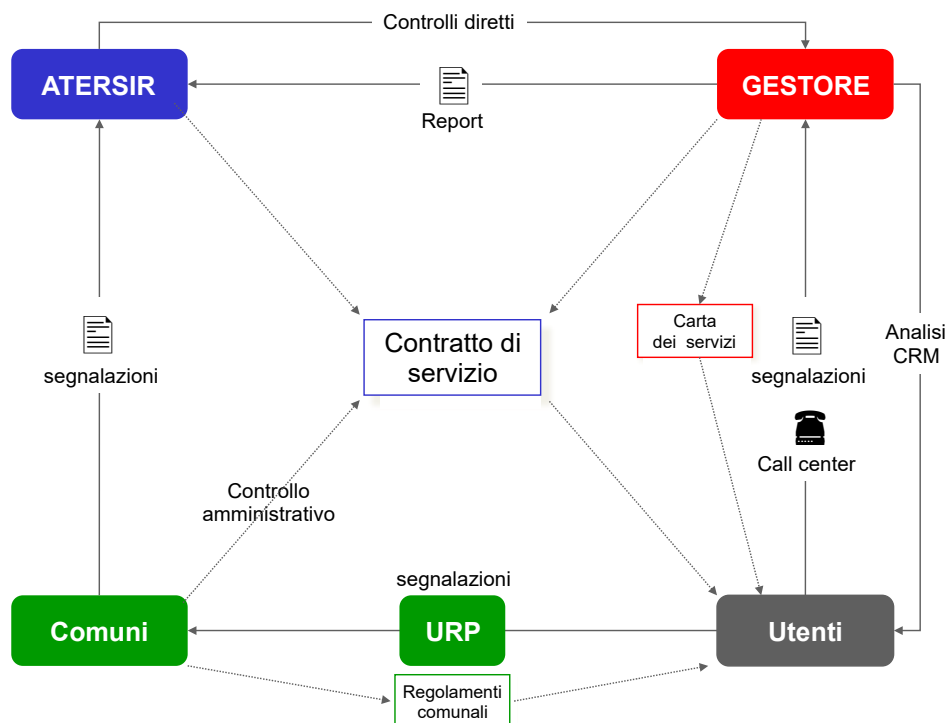 Controlli diretti
ATERSIR
GESTORE
Report
Carta
dei servizi
Contratto di
servizio
Analisi
CRM
segnalazioni
segnalazioni
Call center
Controllo
amministrativo
segnalazioni
Comuni
URP
Utenti
Regolamenti
comunali